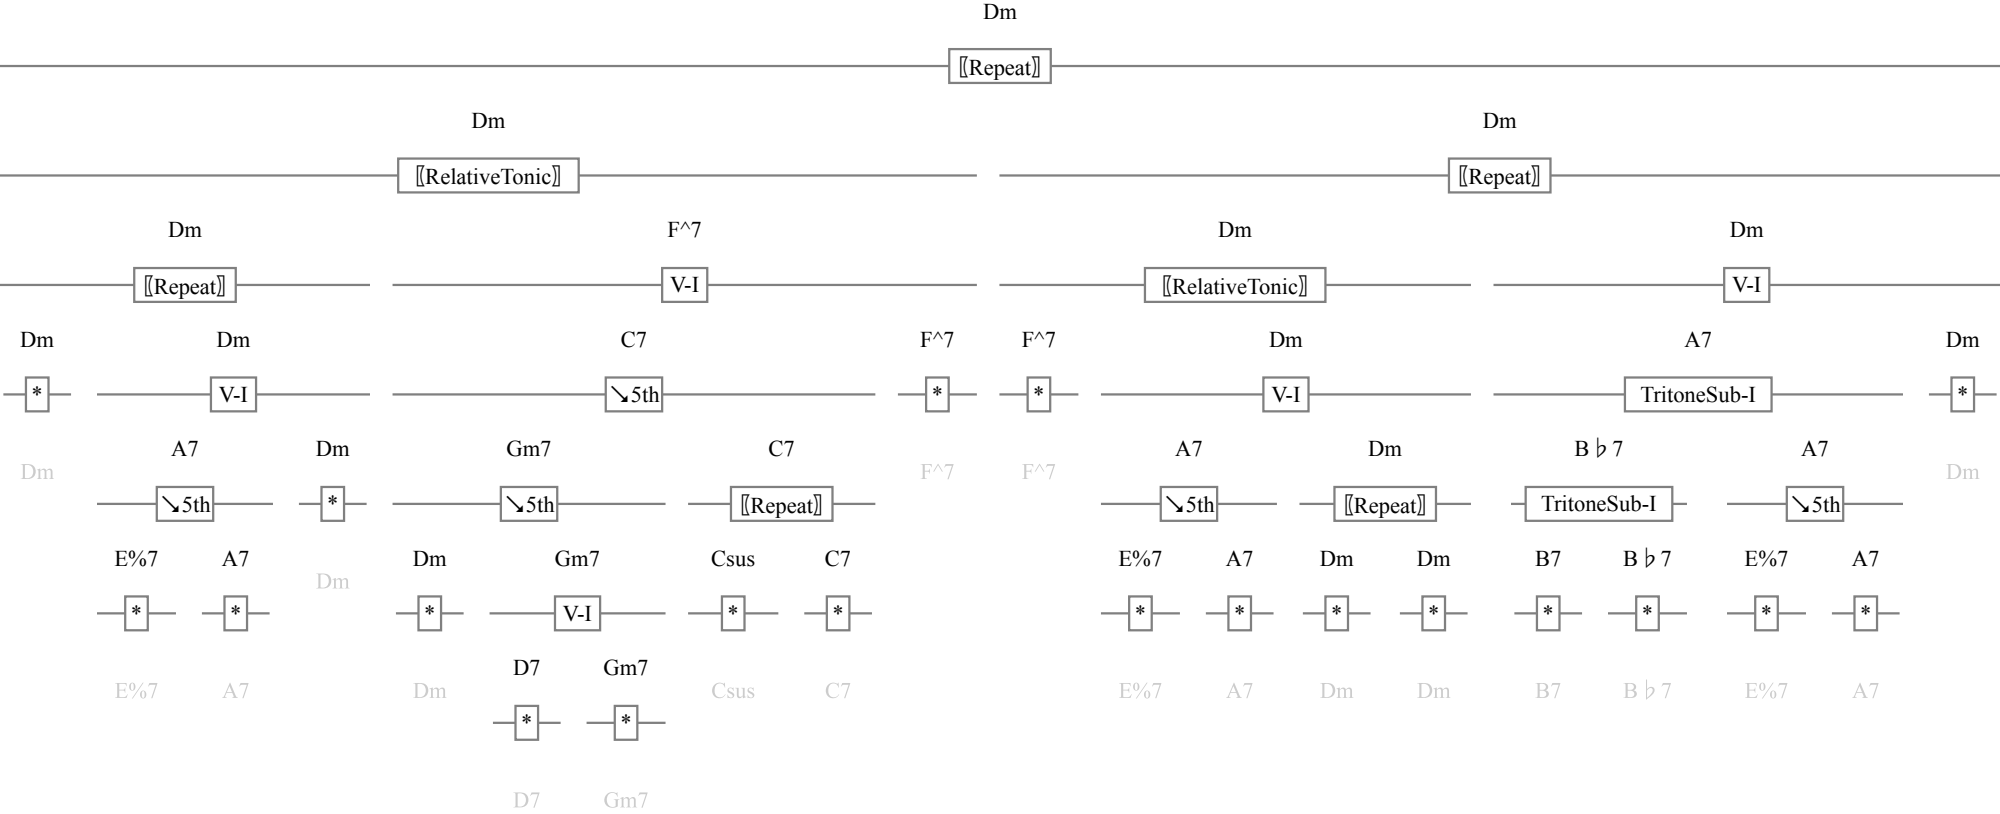 Dm
⟦Repeat⟧
Dm Dm
⟦RelativeTonic⟧ ⟦Repeat⟧
Dm F^7 Dm Dm
⟦Repeat⟧ V-I ⟦RelativeTonic⟧ V-I
Dm Dm C7 F^7 F^7 Dm A7 Dm
* V-I ↘5th * * V-I TritoneSub-I *
A7 Dm Gm7 C7 A7 Dm B♭7 A7
Dm F^7 F^7 Dm
↘5th * ↘5th ⟦Repeat⟧ ↘5th ⟦Repeat⟧ TritoneSub-I ↘5th
E%7 A7 Dm Gm7 Csus C7 E%7 A7 Dm Dm B7 B♭7 E%7 A7
Dm
* * * V-I * * * * * * * * * *
D7 Gm7
E%7 A7 Dm Csus C7 E%7 A7 Dm Dm B7 B♭7 E%7 A7
* *
D7 Gm7